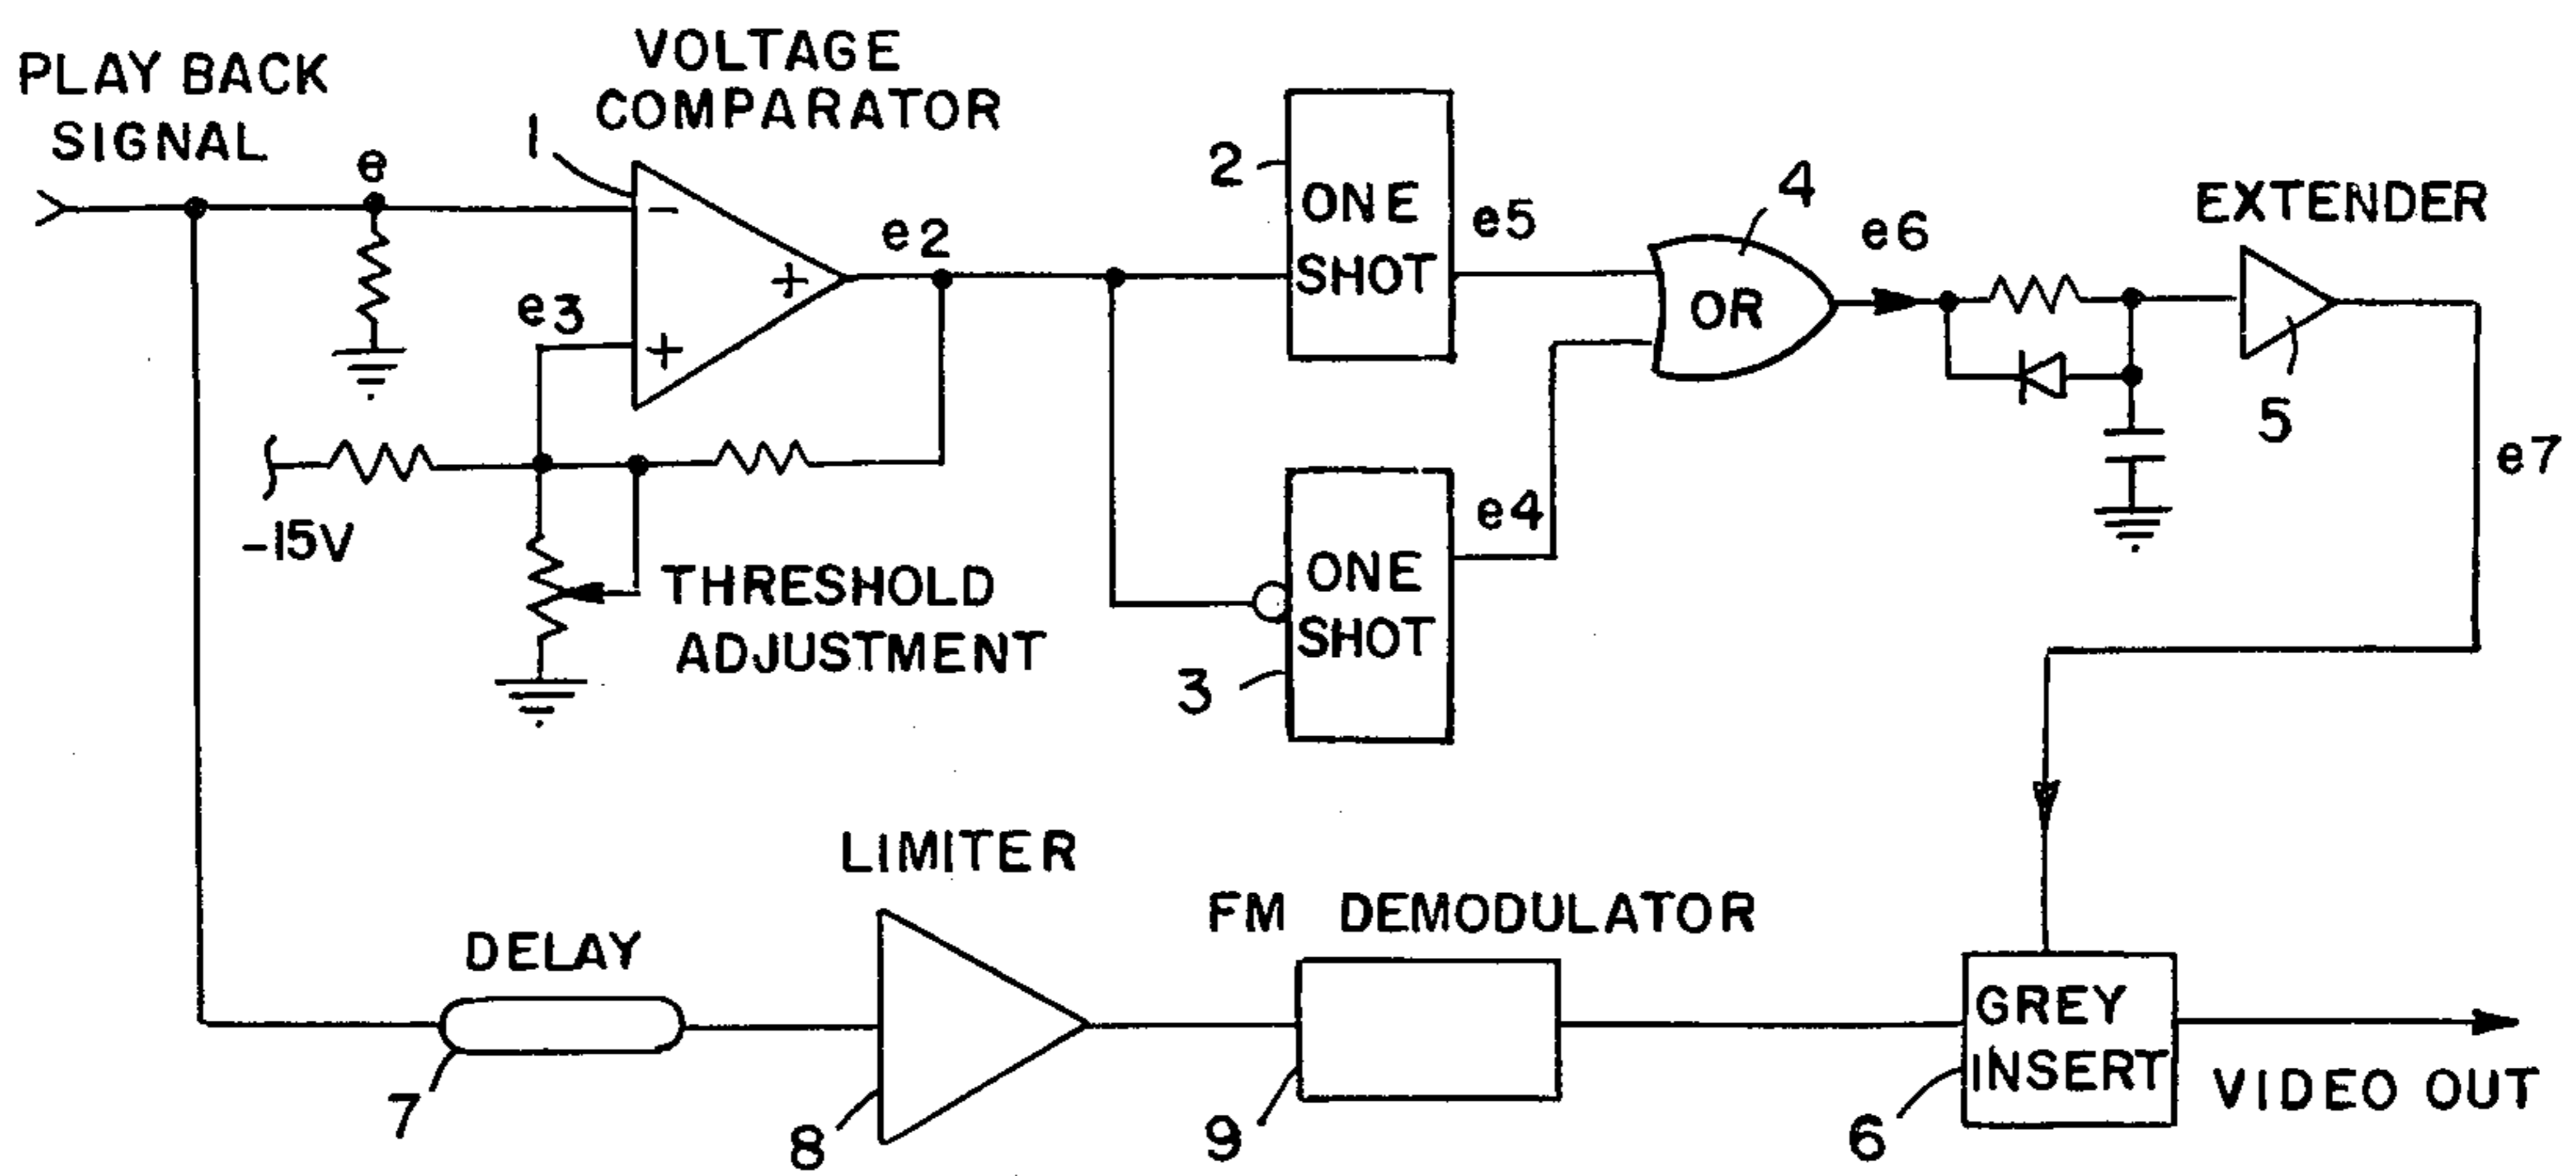 PLAY BACK
SIGNAL
e
1
VOLTAGE
COMPARATOR
-
+
+
e2
e3
-15V
THRESHOLD
ADJUSTMENT
2
ONE
SHOT
e5
3
ONE
SHOT
e4
4
OR
e6
EXTENDER
5
e7
DELAY
7
LIMITER
8
FM DEMODULATOR
9
GREY
INSERT
6
VIDEO OUT